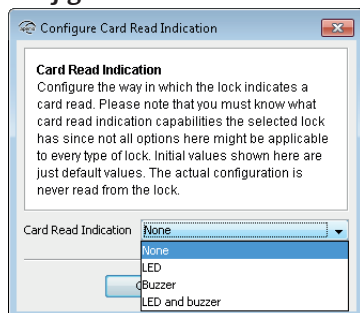 Configure Card Read Indication
Card Read Indication
Configure the way in which the lock indicates a
card read. Please note that you must know what
card read indication capabilities the selected lock
has since not all options here might be applicable
to every type of lock. Initial values shown here are
just default values. The actual configuration is
never read from the lock.
Card Read Indication None
None
LED
Buzzer
LED and buzzer